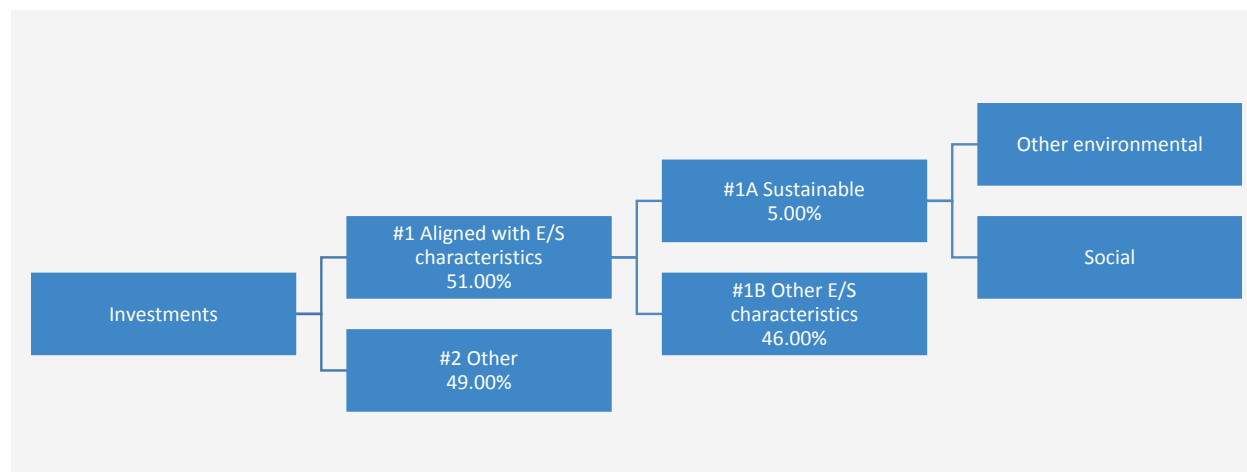 Investments
#1 Aligned with E/S
characteristics
51.00%
#2 Other
49.00%
#1A Sustainable
5.00%
#1B Other E/S
characteristics
46.00%
Other environmental
Social